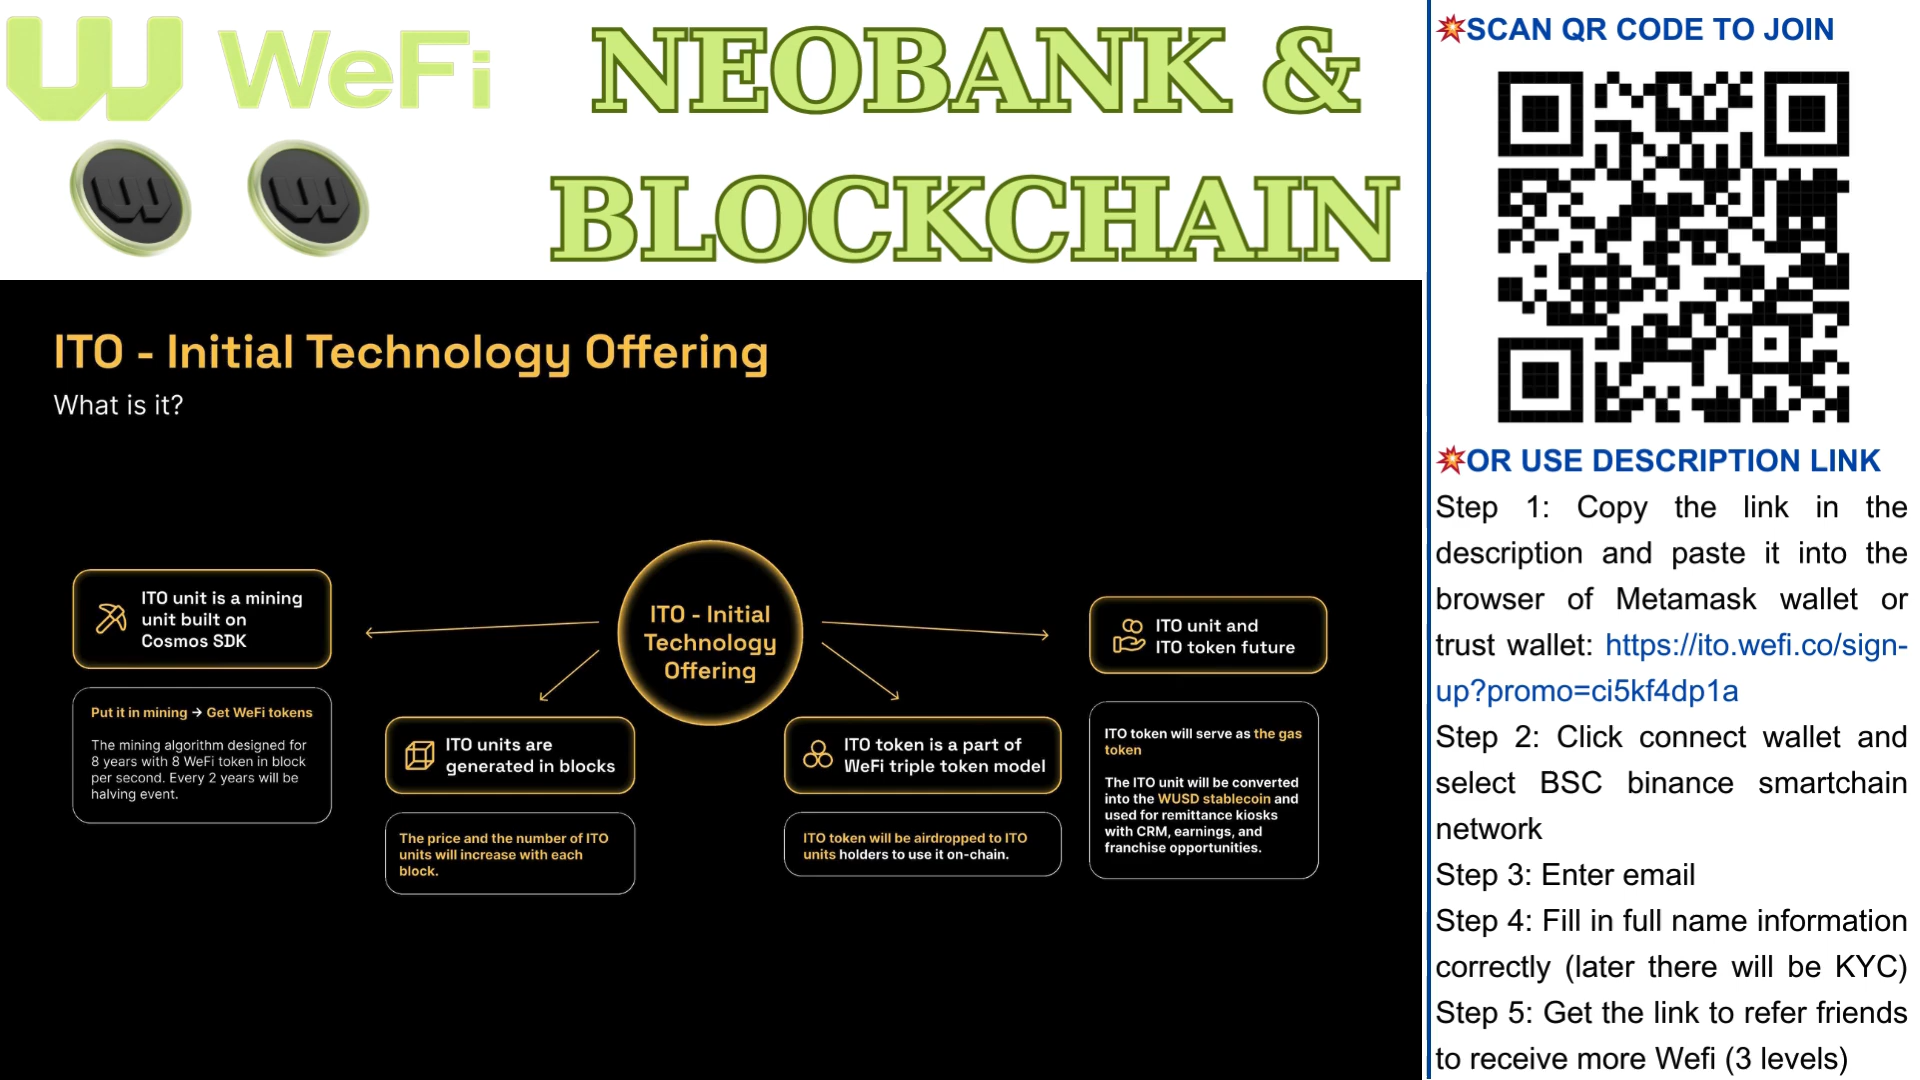 WeFi
NEOBANK &
BLOCKCHAIN
ITO - Initial Technology Offering
What is it?
ITO unit is a mining
unit built on
Cosmos SDK
Put it in mining → Get WeFi tokens
The mining algorithm designed for
8 years with 8 WeFi token in block
per second. Every 2 years will be
halving event.
ITO units are
generated in blocks
The price and the number of ITO
units will increase with each
block.
ITO - Initial
Technology
Offering
ITO token is a part of
WeFi triple token model
ITO token will be airdropped to ITO
units holders to use it on-chain.
ITO unit and
ITO token future
ITO token will serve as the gas
token
The ITO unit will be converted
into the WUSD stablecoin and
used for remittance kiosks
with CRM, earnings, and
franchise opportunities.
💥SCAN QR CODE TO JOIN
💥OR USE DESCRIPTION LINK
Step 1: Copy the link in the
description and paste it into the
browser of Metamask wallet or
trust wallet: https://ito.wefi.co/sign-
up?promo=ci5kf4dp1a
Step 2: Click connect wallet and
select BSC binance smartchain
network
Step 3: Enter email
Step 4: Fill in full name information
correctly (later there will be KYC)
Step 5: Get the link to refer friends
to receive more Wefi (3 levels)